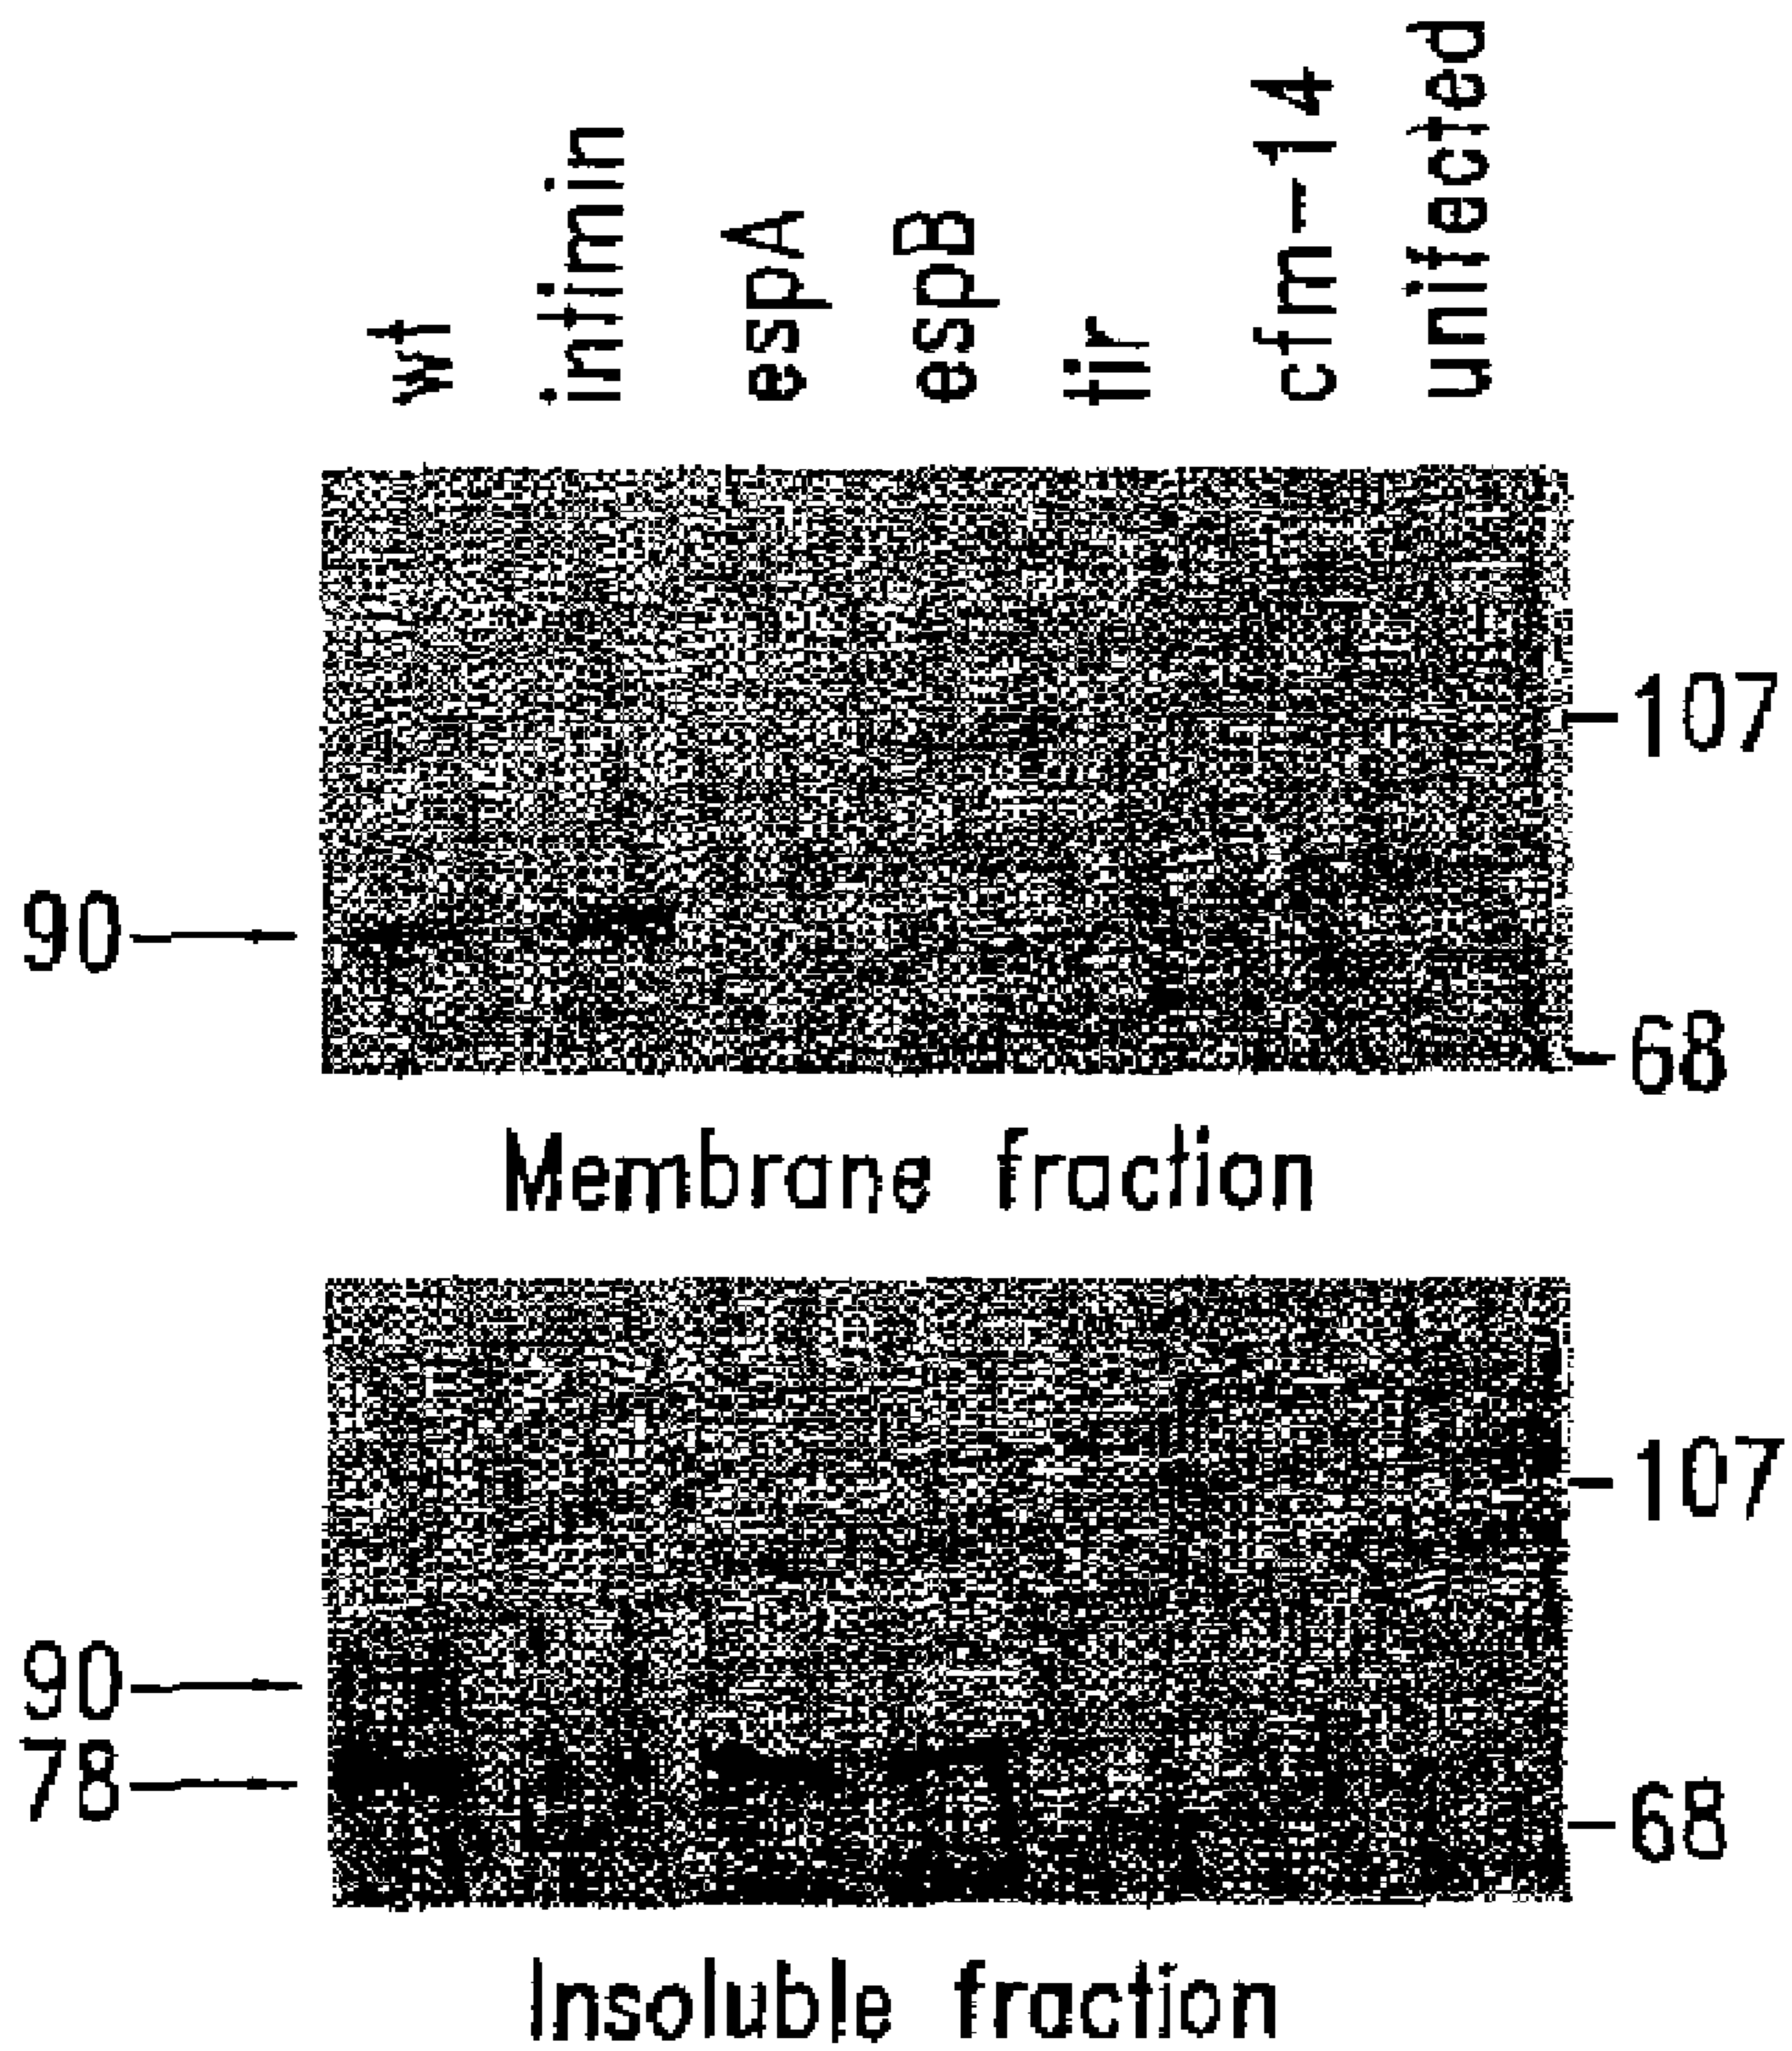 wt
intimin
espA
espB
tir
cfm-14
unifected
107
90
68
Membrane fraction
107
90
78
68
Insoluble fraction